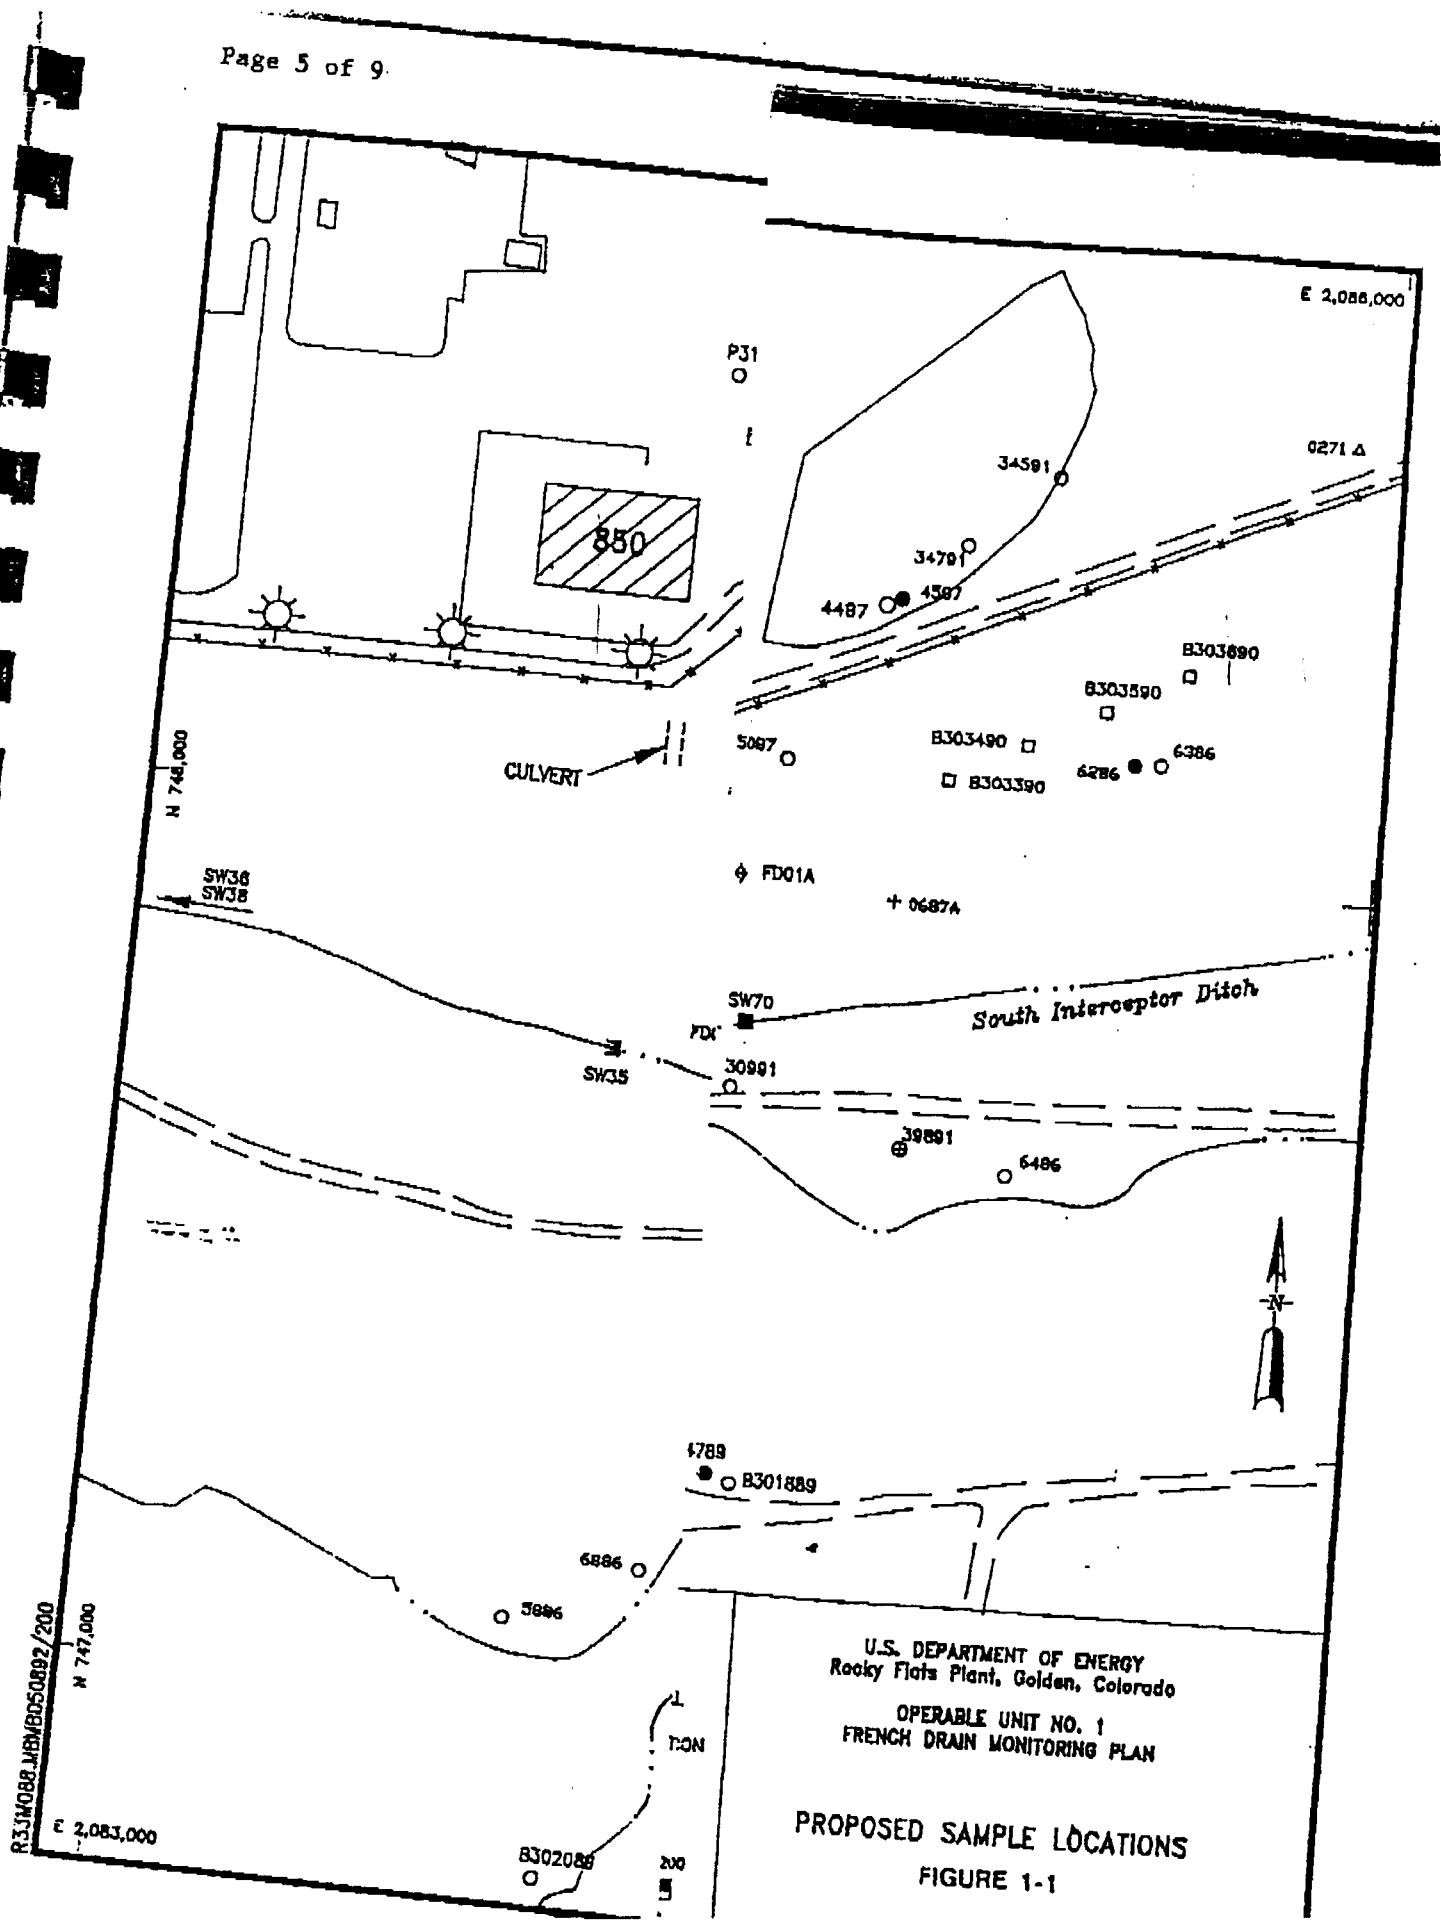 Page 5 of 9
E 2,086,000
P31
34591
0271
34791
4487
4587
850
B303690
B303590
5087
B303490
6386
6286
B303390
CULVERT
N 748,000
FD01A
SW36
SW38
0687A
SW70
South Interceptor Ditch
SW35
30991
39891
6486
N
B301889
6886
5886
N 747,000
U.S. DEPARTMENT OF ENERGY
Rocky Flats Plant, Golden, Colorado
OPERABLE UNIT NO. 1
FRENCH DRAIN MONITORING PLAN
PROPOSED SAMPLE LOCATIONS
FIGURE 1-1
E 2,083,000
B302089
200